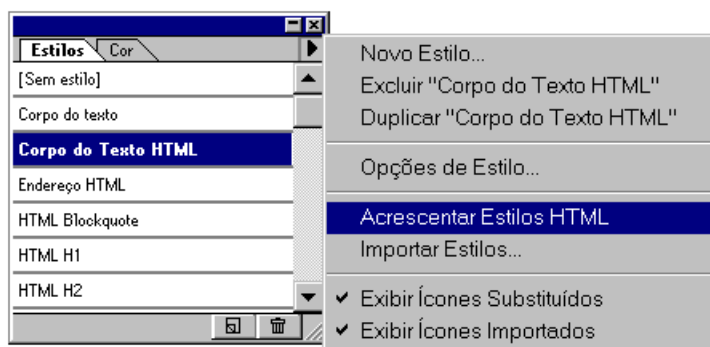 Estilos Cor
[Sem estilo]
Corpo do texto
Corpo do Texto HTML
Endereço HTML
HTML Blockquote
HTML H1
HTML H2
Novo Estilo...
Excluir "Corpo do Texto HTML"
Duplicar "Corpo do Texto HTML"
Opções de Estilo...
Acrescentar Estilos HTML
Importar Estilos...
Exibir Ícones Substituídos
Exibir Ícones Importados